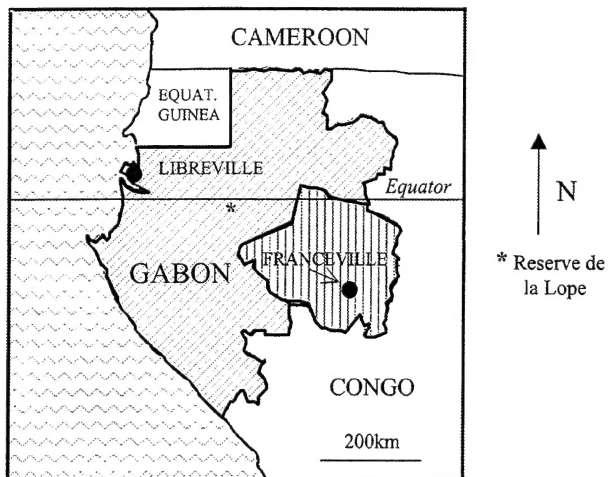 CAMEROON
EQUAT.
GUINEA
LIBREVILLE
Equator
*
N
FRANCEVILLE
GABON
* Reserve de
la Lope
CONGO
200km